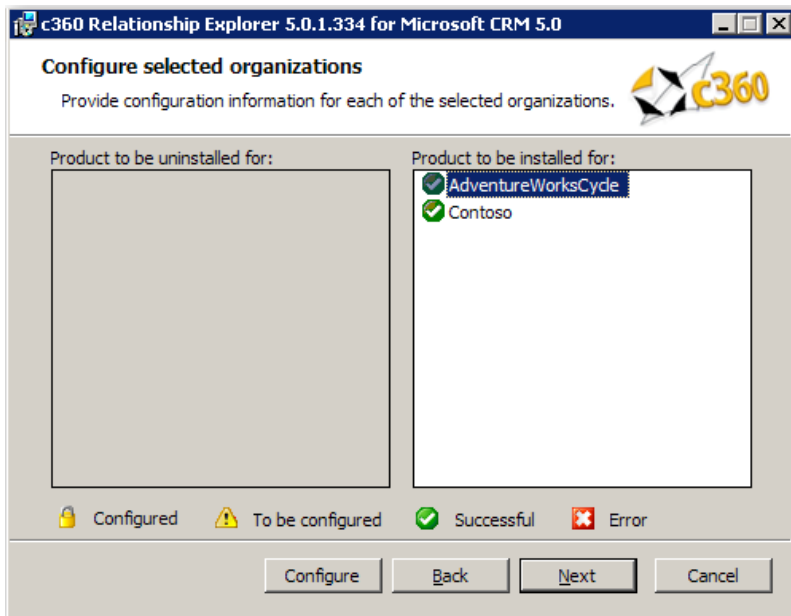 c360 Relationship Explorer 5.0.1.334 for Microsoft CRM 5.0
Configure selected organizations
Provide configuration information for each of the selected organizations.
c360
Product to be uninstalled for:
Product to be installed for:
AdventureWorksCycle
Contoso
Configured To be configured Successful Error
Configure Back Next Cancel